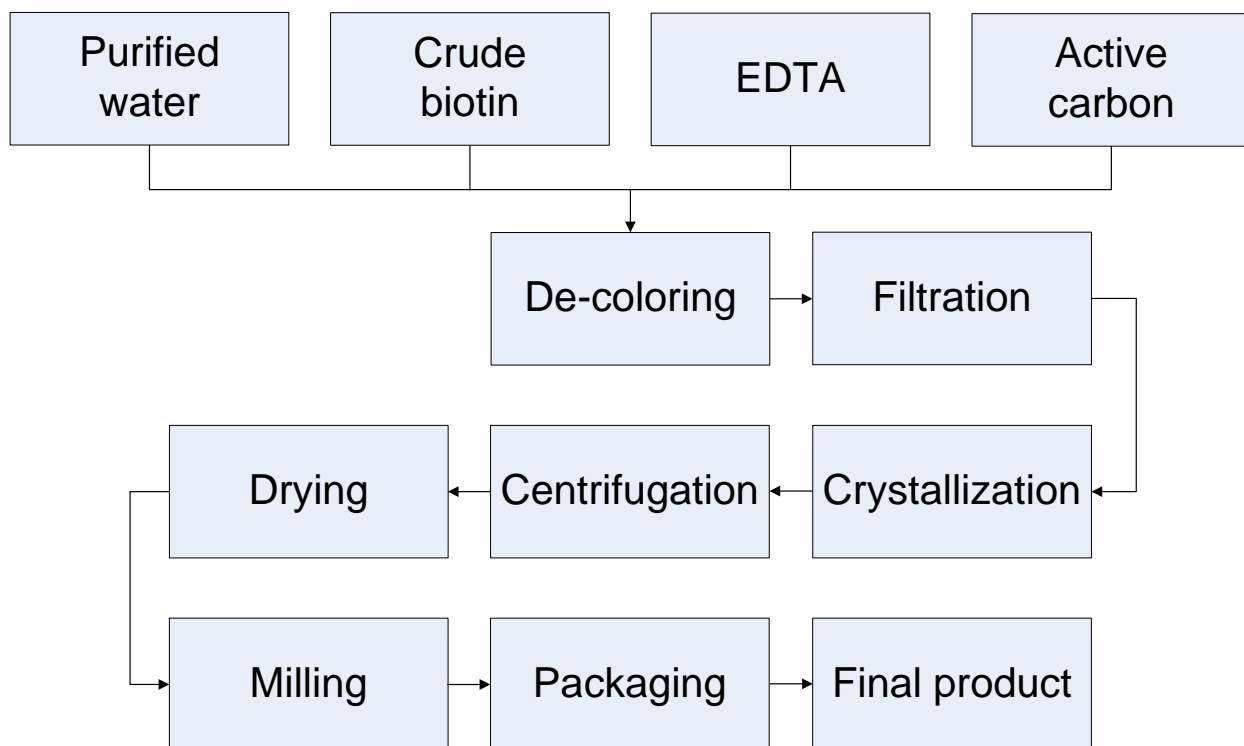 Purified
water
Crude
biotin
EDTA
Active
carbon
De-coloring
Filtration
Drying
Centrifugation
Crystallization
Milling
Packaging
Final product